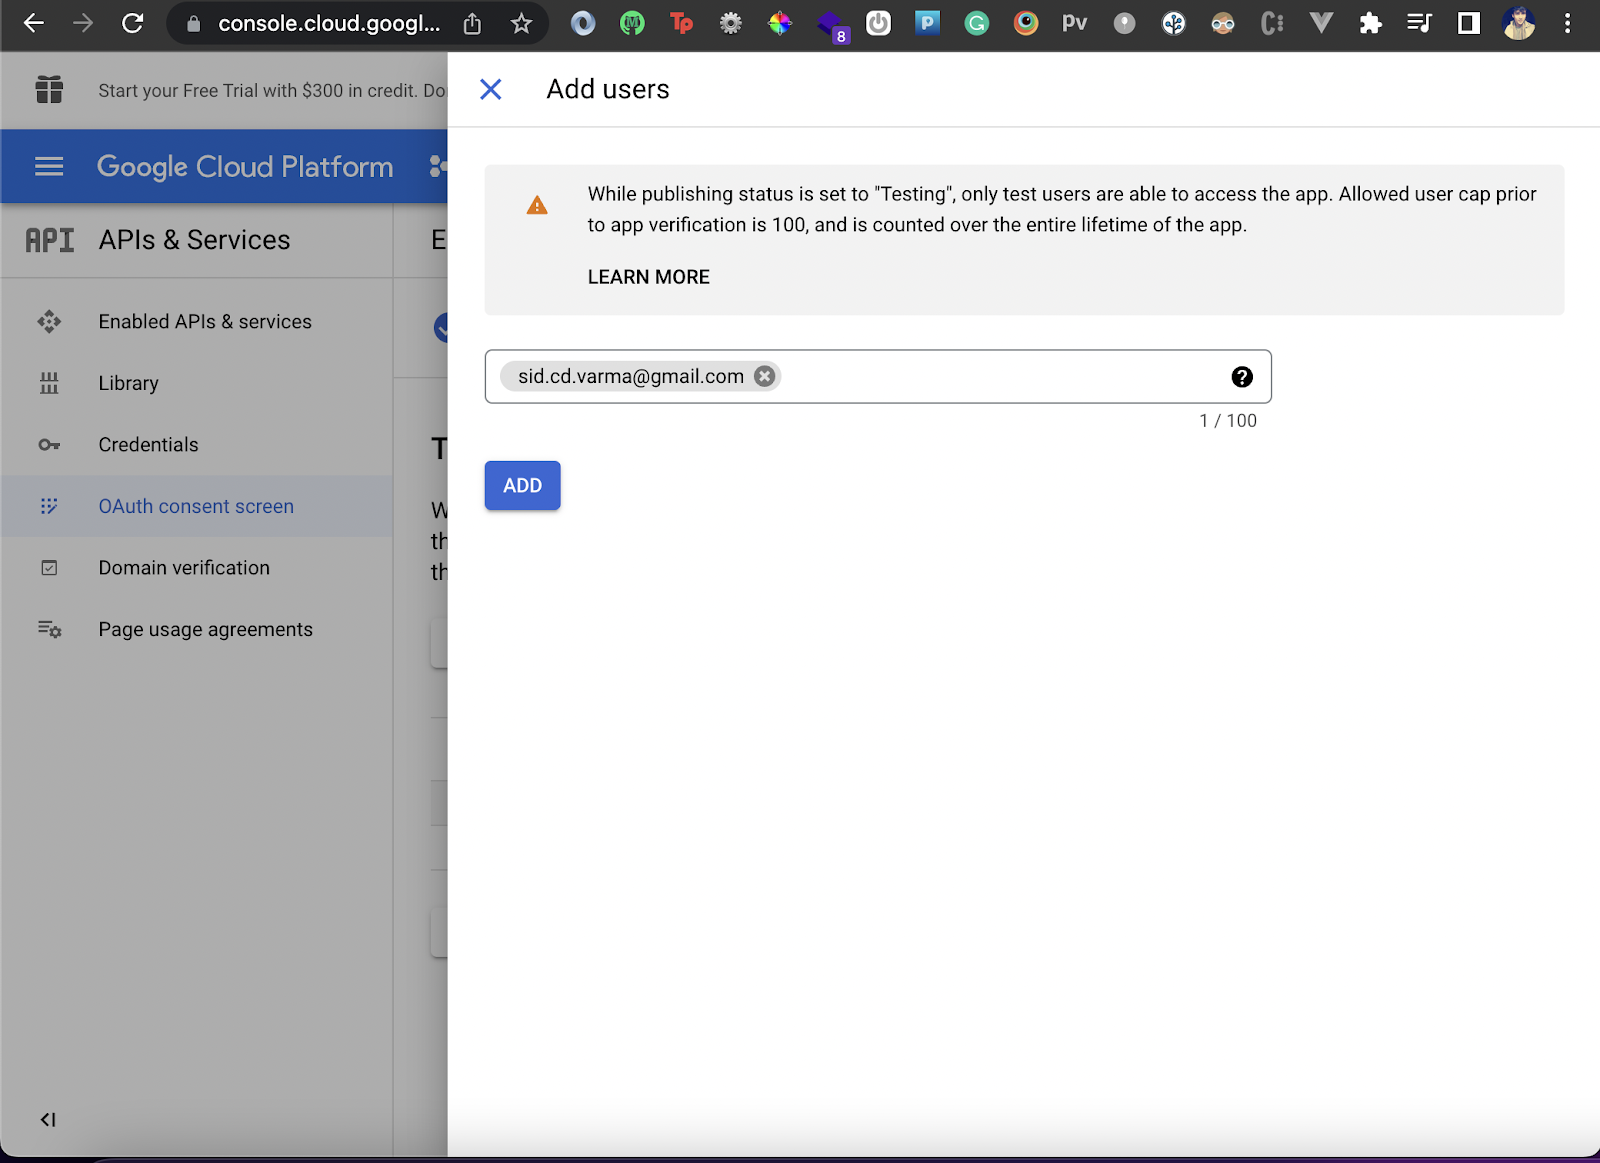 console.cloud.googl...
Tp
8
P
G
pv
C:
Start your Free Trial with $300 in credit. Do
Add users
Google Cloud Platform
While publishing status is set to "Testing", only test users are able to access the app. Allowed user cap prior
to app verification is 100, and is counted over the entire lifetime of the app.
LEARN MORE
API APIs & Services
E
Enabled APIs & services
Library
Credentials
OAuth consent screen
Domain verification
Page usage agreements
T
W
th
th
sid.cd.varma@gmail.com
1 / 100
ADD